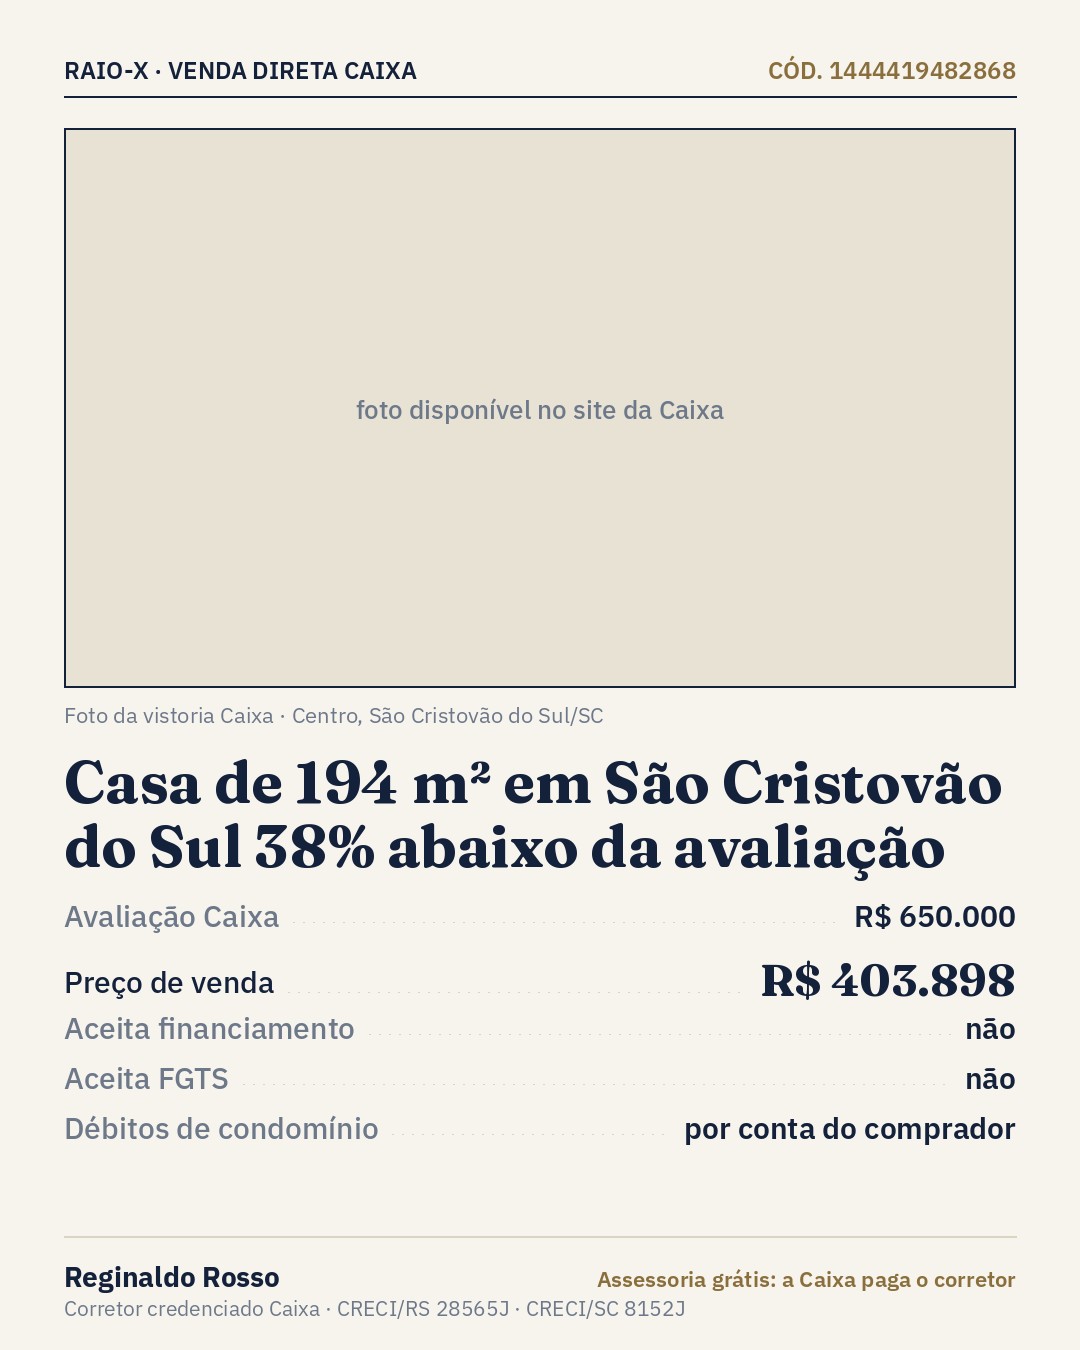 RAIO-X · VENDA DIRETA CAIXA
CÓD. 1444419482868
foto disponível no site da Caixa
Foto da vistoria Caixa · Centro, São Cristovão do Sul/SC
Casa de 194 m² em São Cristovão
do Sul 38% abaixo da avaliação
Avaliação Caixa R$ 650.000
Preço de venda R$ 403.898
Aceita financiamento não
Aceita FGTS não
Débitos de condomínio por conta do comprador
Reginaldo Rosso
Assessoria grátis: a Caixa paga o corretor
Corretor credenciado Caixa · CRECI/RS 28565J · CRECI/SC 8152J